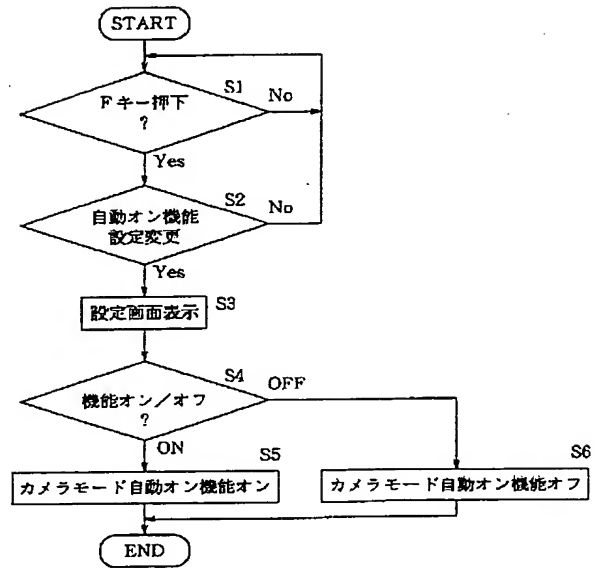 START
S1
Fキー押下
?
No
Yes
S2
自動オン機能
設定変更
No
Yes
設定画面表示
S3
S4
機能オン/オフ
?
OFF
ON
S5
カメラモード自動オン機能オン
S6
カメラモード自動オン機能オフ
END